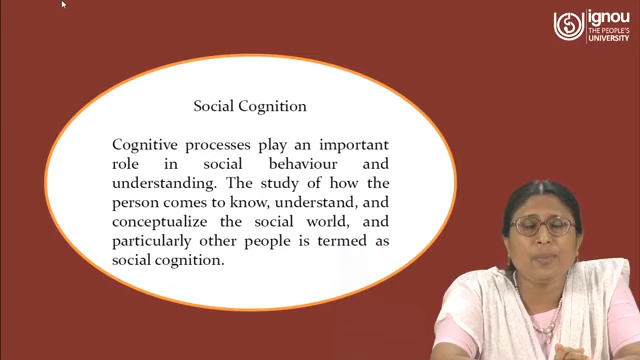 ignou
THE PEOPLE'S
UNIVERSITY
Social Cognition
Cognitive processes play an important
role in social behaviour and
understanding. The study of how the
person comes to know, understand, and
conceptualize the social world, and
particularly other people is termed as
social cognition.